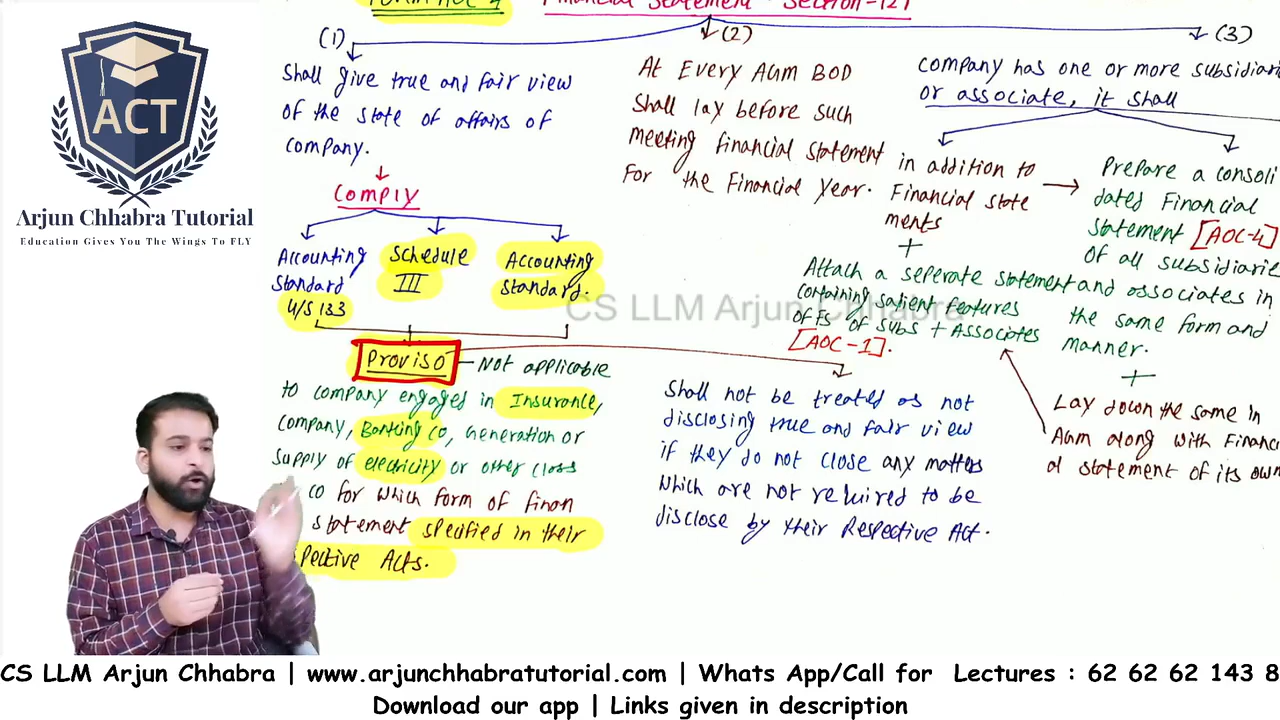 Form AOC-4 Financial Statement - Section-129
(1)
Shall give true and fair view
of the state of affairs of
company.
Comply
Accounting
Standard
U/S 133
Schedule
III
Accounting
standard.
Proviso - Not applicable
to company engaged in Insurance,
company, Banking co, Generation or
supply of electricity or other class
co for which form of finan
statement specified in their
pective Acts.
(2)
At Every AGM BOD
Shall lay before such
meeting financial statement
For the Financial Year.
Shall not be treated as not
disclosing true and fair view
if they do not close any matters
which are not required to be
disclose by their Respective Act.
(3)
company has one or more subsidiari
or associate, it shall
in addition to
Financial state
ments
+
Attach a seperate statement
containing salient features
of FS of Subs + Associates
[AOC-1].
Prepare a consoli
dated Financial
Statement [AOC-4]
of all subsidiarie
and associates in
the same form and
manner.
+
Lay down the same in
AGM along with Financi
al statement of its own
CS LLM Arjun Chhabra
ACT
Arjun Chhabra Tutorial
Education Gives You The Wings To FLY
CS LLM Arjun Chhabra | www.arjunchhabratutorial.com | Whats App/Call for Lectures : 62 62 62 143 8
Download our app | Links given in description